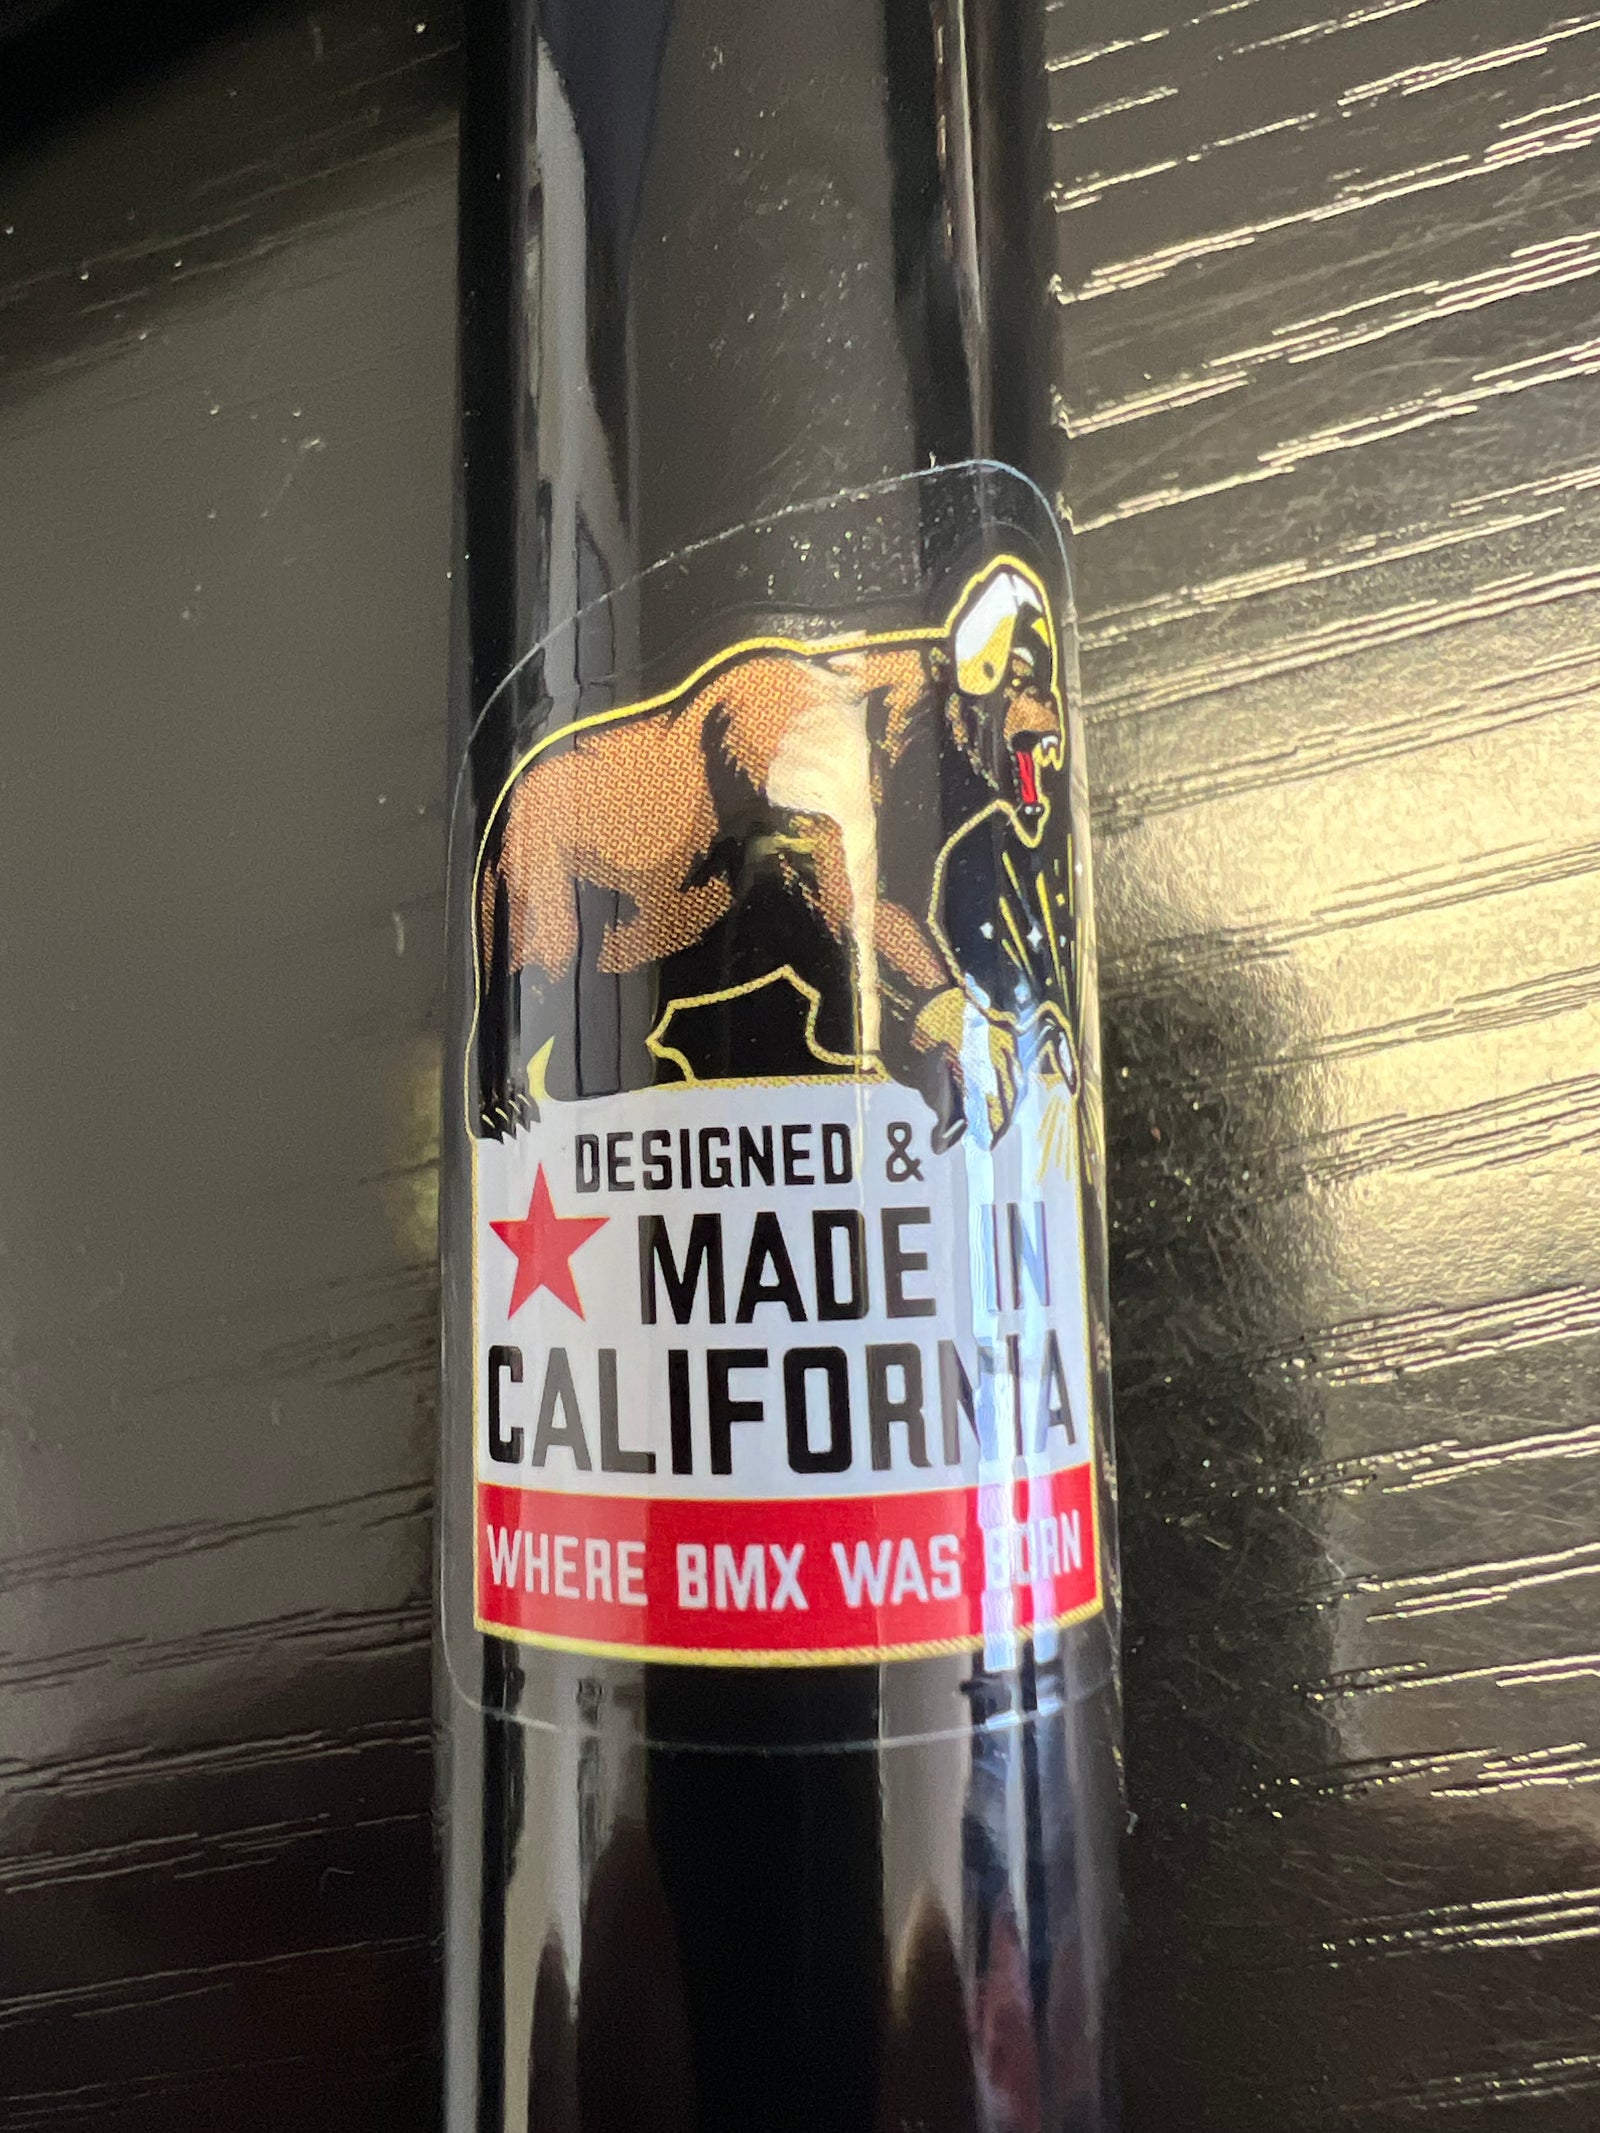 DESIGNED &
MADE IN
CALIFORNIA
WHERE BMX WAS BORN